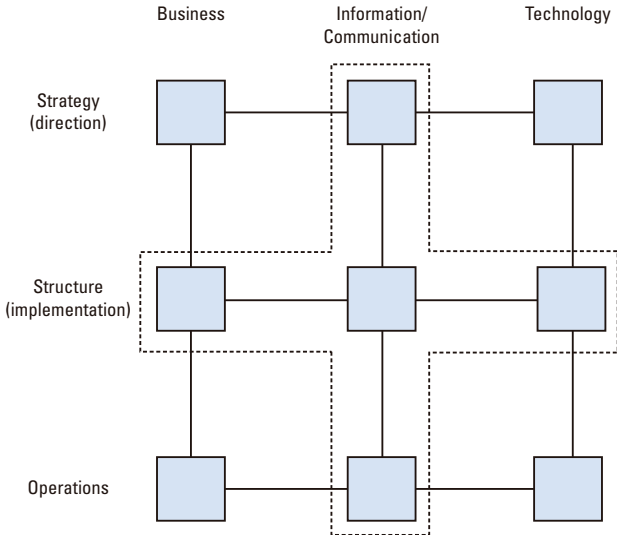 Business
Information/
Communication
Technology
Strategy
(direction)
Structure
(implementation)
Operations